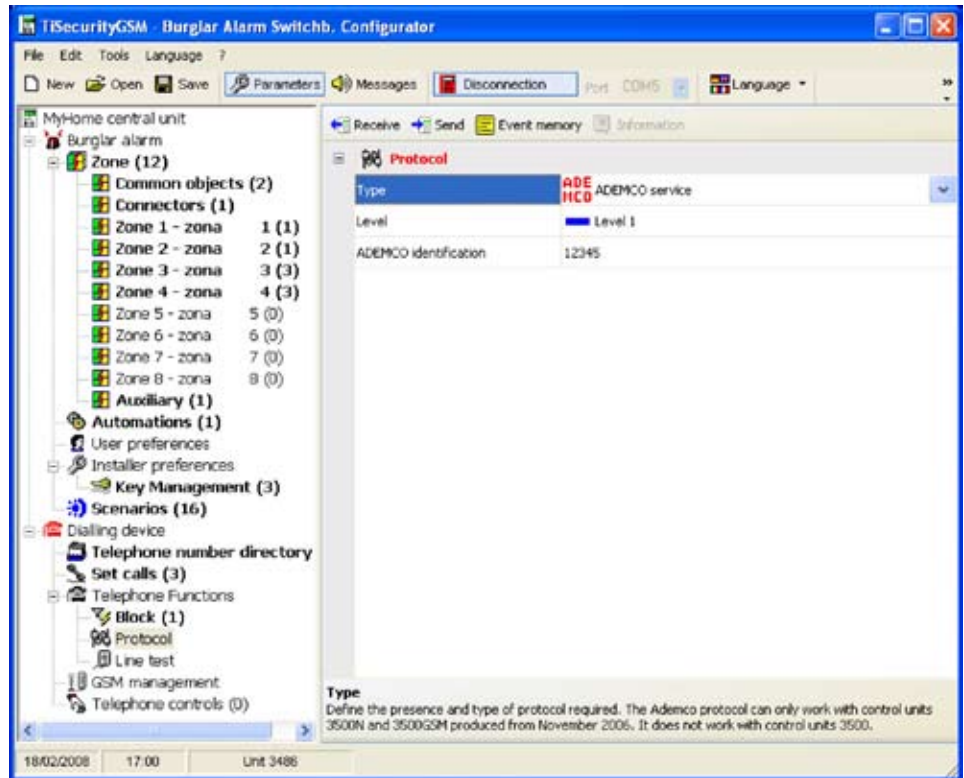 TiSecurityGSM - Burglar Alarm Switchb. Configurator
File Edit Tools Language ?
New Open Save Parameters Messages Disconnection Port COM5 Language
Receive Send Event memory Information
MyHome central unit
Burglar alarm
Zone (12)
Common objects (2)
Connectors (1)
Zone 1 - zona 1 (1)
Zone 2 - zona 2 (1)
Zone 3 - zona 3 (3)
Zone 4 - zona 4 (3)
Zone 5 - zona 5 (0)
Zone 6 - zona 6 (0)
Zone 7 - zona 7 (0)
Zone 8 - zona 8 (0)
Auxiliary (1)
Automations (1)
User preferences
Installer preferences
Key Management (3)
Scenarios (16)
Dialling device
Telephone number directory
Set calls (3)
Telephone Functions
Block (1)
Protocol
Line test
GSM management
Telephone controls (0)
Protocol
Type ADE MCO ADEMCO service
Level Level 1
ADEMCO identification 12345
Type
Define the presence and type of protocol required. The Ademco protocol can only work with control units
3500N and 3500GSM produced from November 2006. It does not work with control units 3500.
18/02/2008 17:00 Unit 3486